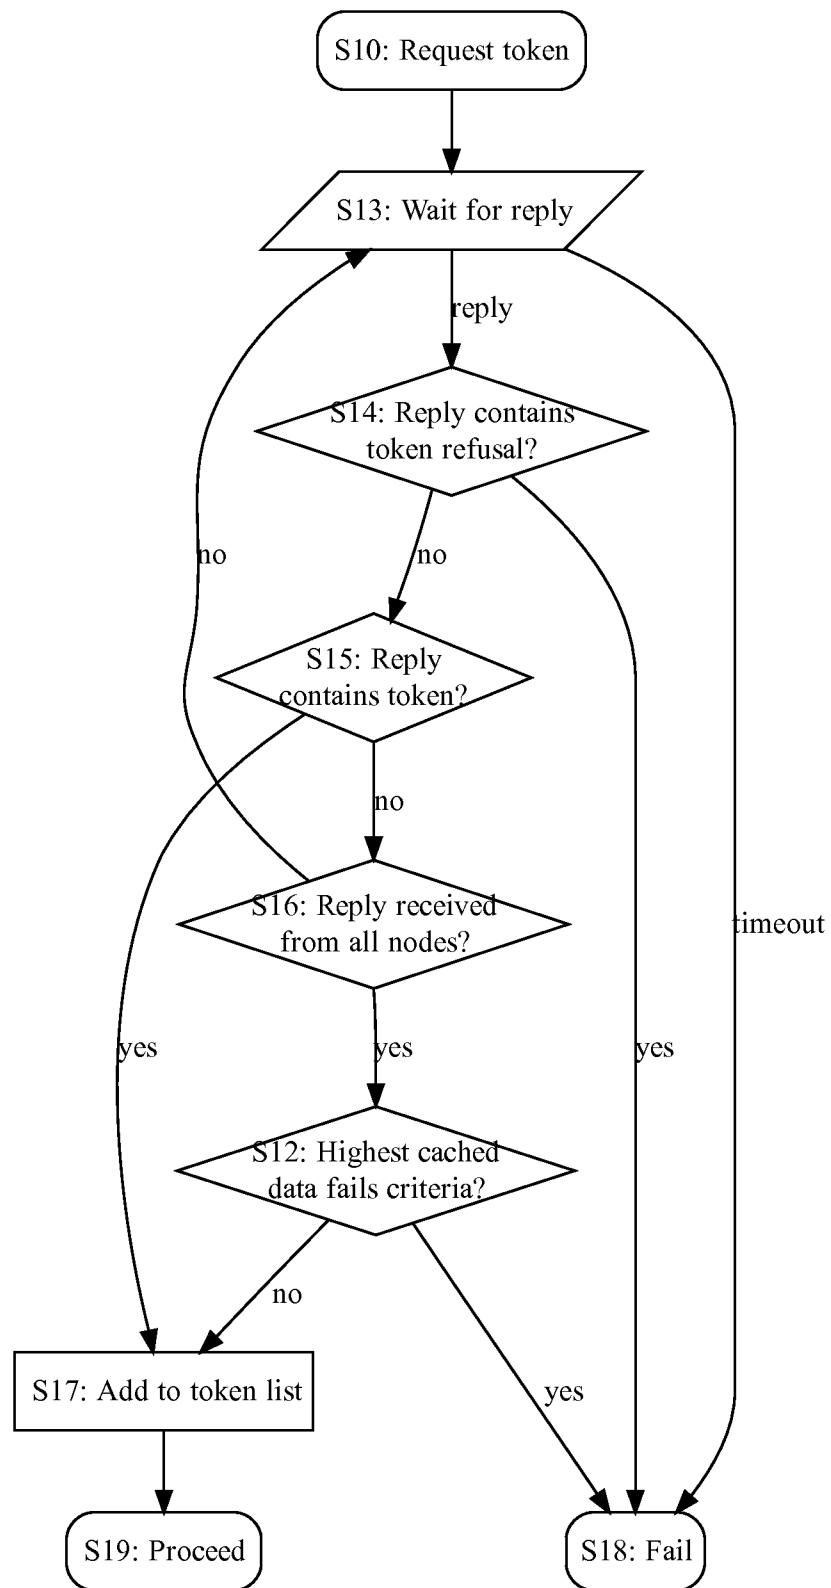 S10: Request token
S13: Wait for reply
reply
S14: Reply contains
token refusal?
no
no
S15: Reply
contains token?
no
S16: Reply received
from all nodes?
timeout
yes
yes
yes
S12: Highest cached
data fails criteria?
no
S17: Add to token list
yes
S19: Proceed
S18: Fail